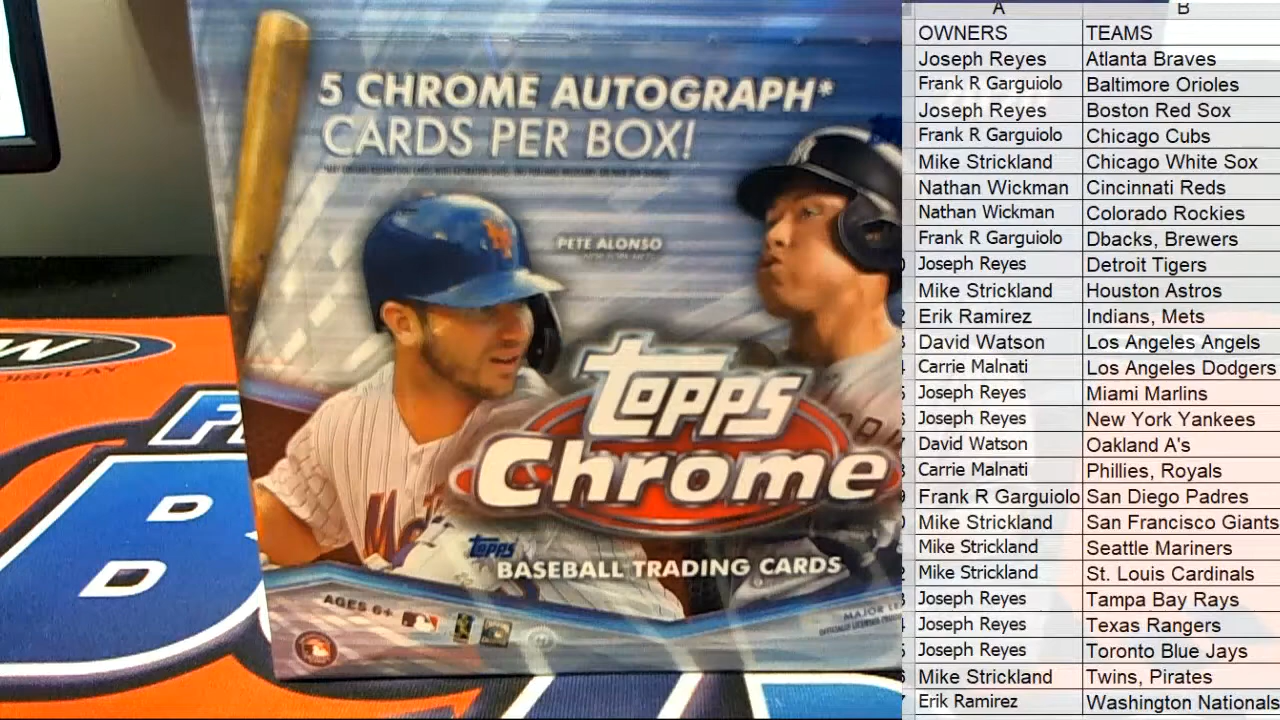 5 CHROME AUTOGRAPH*
CARDS PER BOX!
PETE ALONSO
topps
Chrome
Mets
topps
BASEBALL TRADING CARDS
AGES 6+
MAJOR
A B
OWNERS TEAMS
Joseph Reyes Atlanta Braves
Frank R Garguiolo Baltimore Orioles
Joseph Reyes Boston Red Sox
Frank R Garguiolo Chicago Cubs
Mike Strickland Chicago White Sox
Nathan Wickman Cincinnati Reds
Nathan Wickman Colorado Rockies
Frank R Garguiolo Dbacks, Brewers
Joseph Reyes Detroit Tigers
Mike Strickland Houston Astros
Erik Ramirez Indians, Mets
David Watson Los Angeles Angels
Carrie Malnati Los Angeles Dodgers
Joseph Reyes Miami Marlins
Joseph Reyes New York Yankees
David Watson Oakland A's
Carrie Malnati Phillies, Royals
Frank R Garguiolo San Diego Padres
Mike Strickland San Francisco Giants
Mike Strickland Seattle Mariners
Mike Strickland St. Louis Cardinals
Joseph Reyes Tampa Bay Rays
Joseph Reyes Texas Rangers
Joseph Reyes Toronto Blue Jays
Mike Strickland Twins, Pirates
Erik Ramirez Washington Nationals